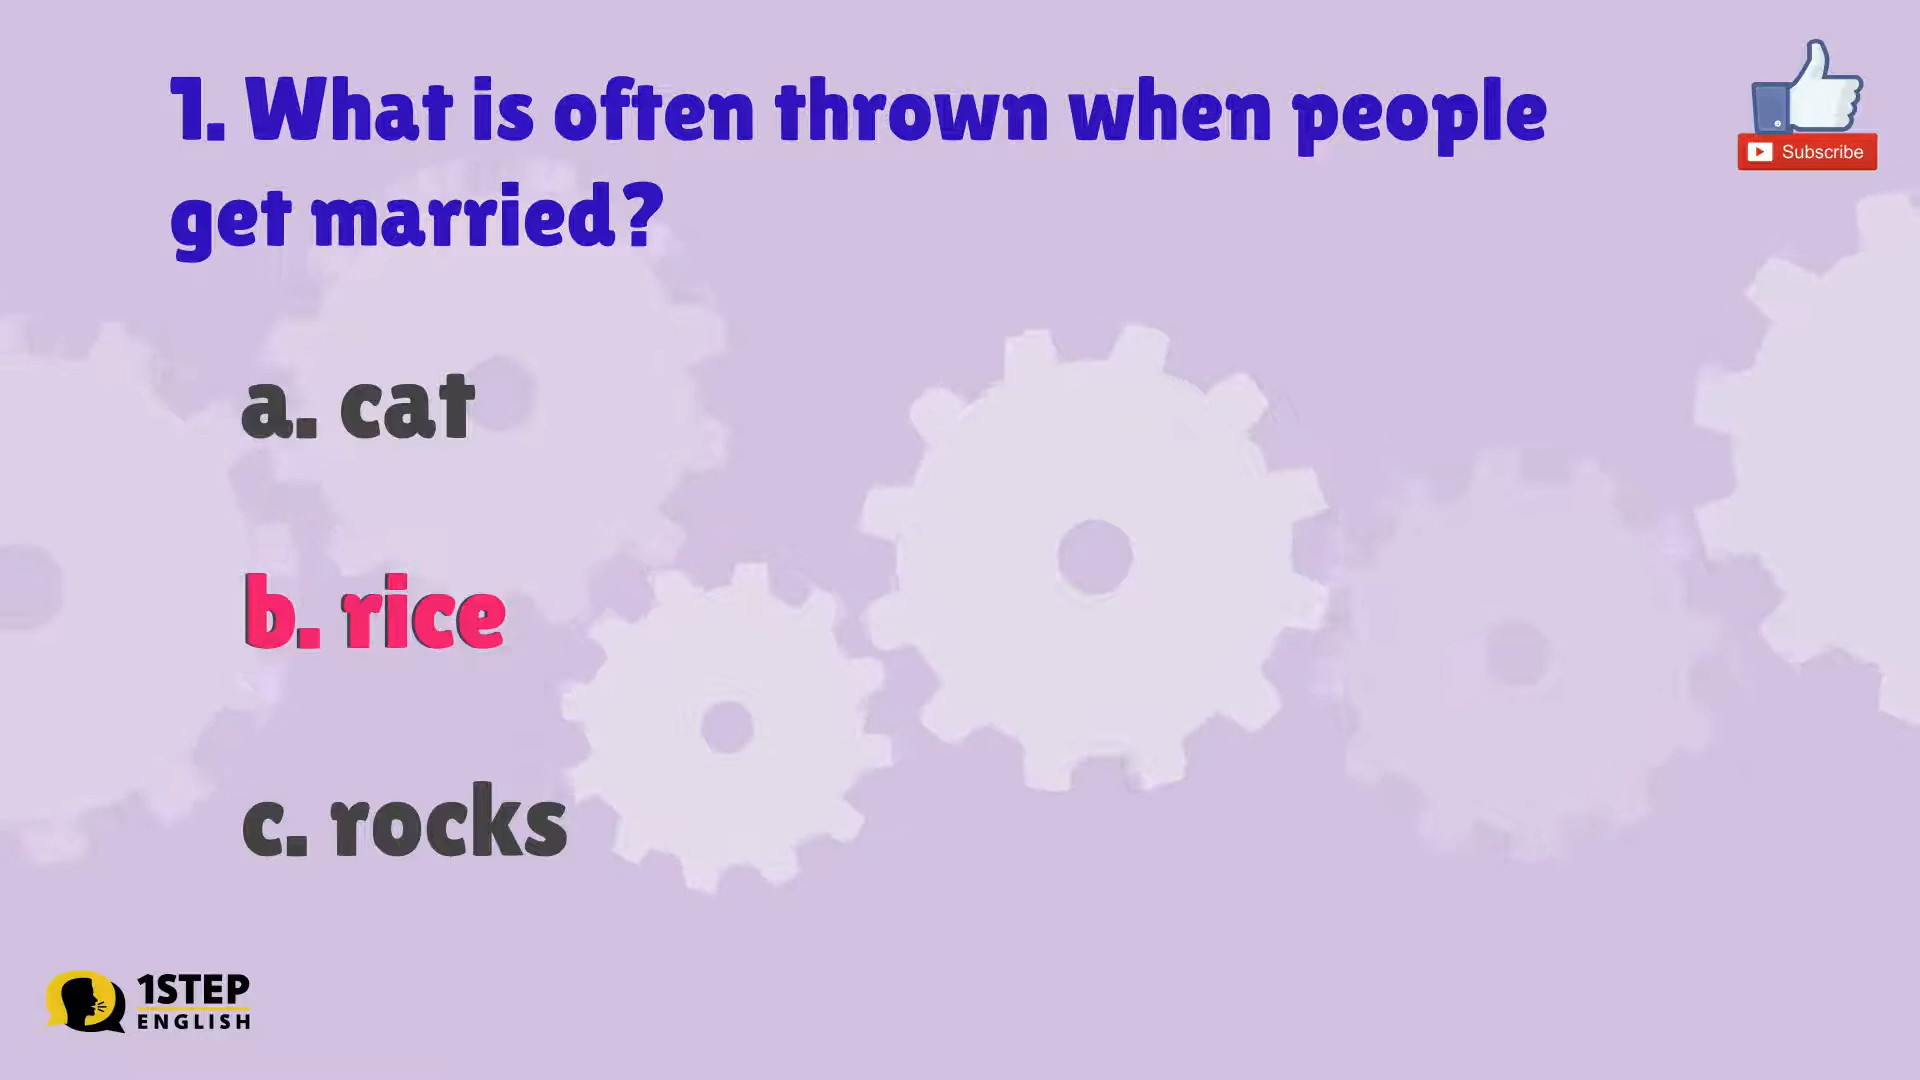 1. What is often thrown when people
get married?
Subscribe
a. cat
b. rice
c. rocks
1STEP
ENGLISH